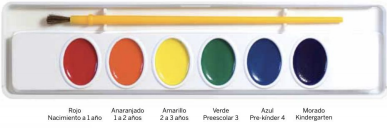 Rojo
Nacimiento a 1 año
Anaranjado
1 a 2 años
Amarillo
2 a 3 años
Verde
Preescolar 3
Azul
Pre-kínder 4
Morado
Kindergarten